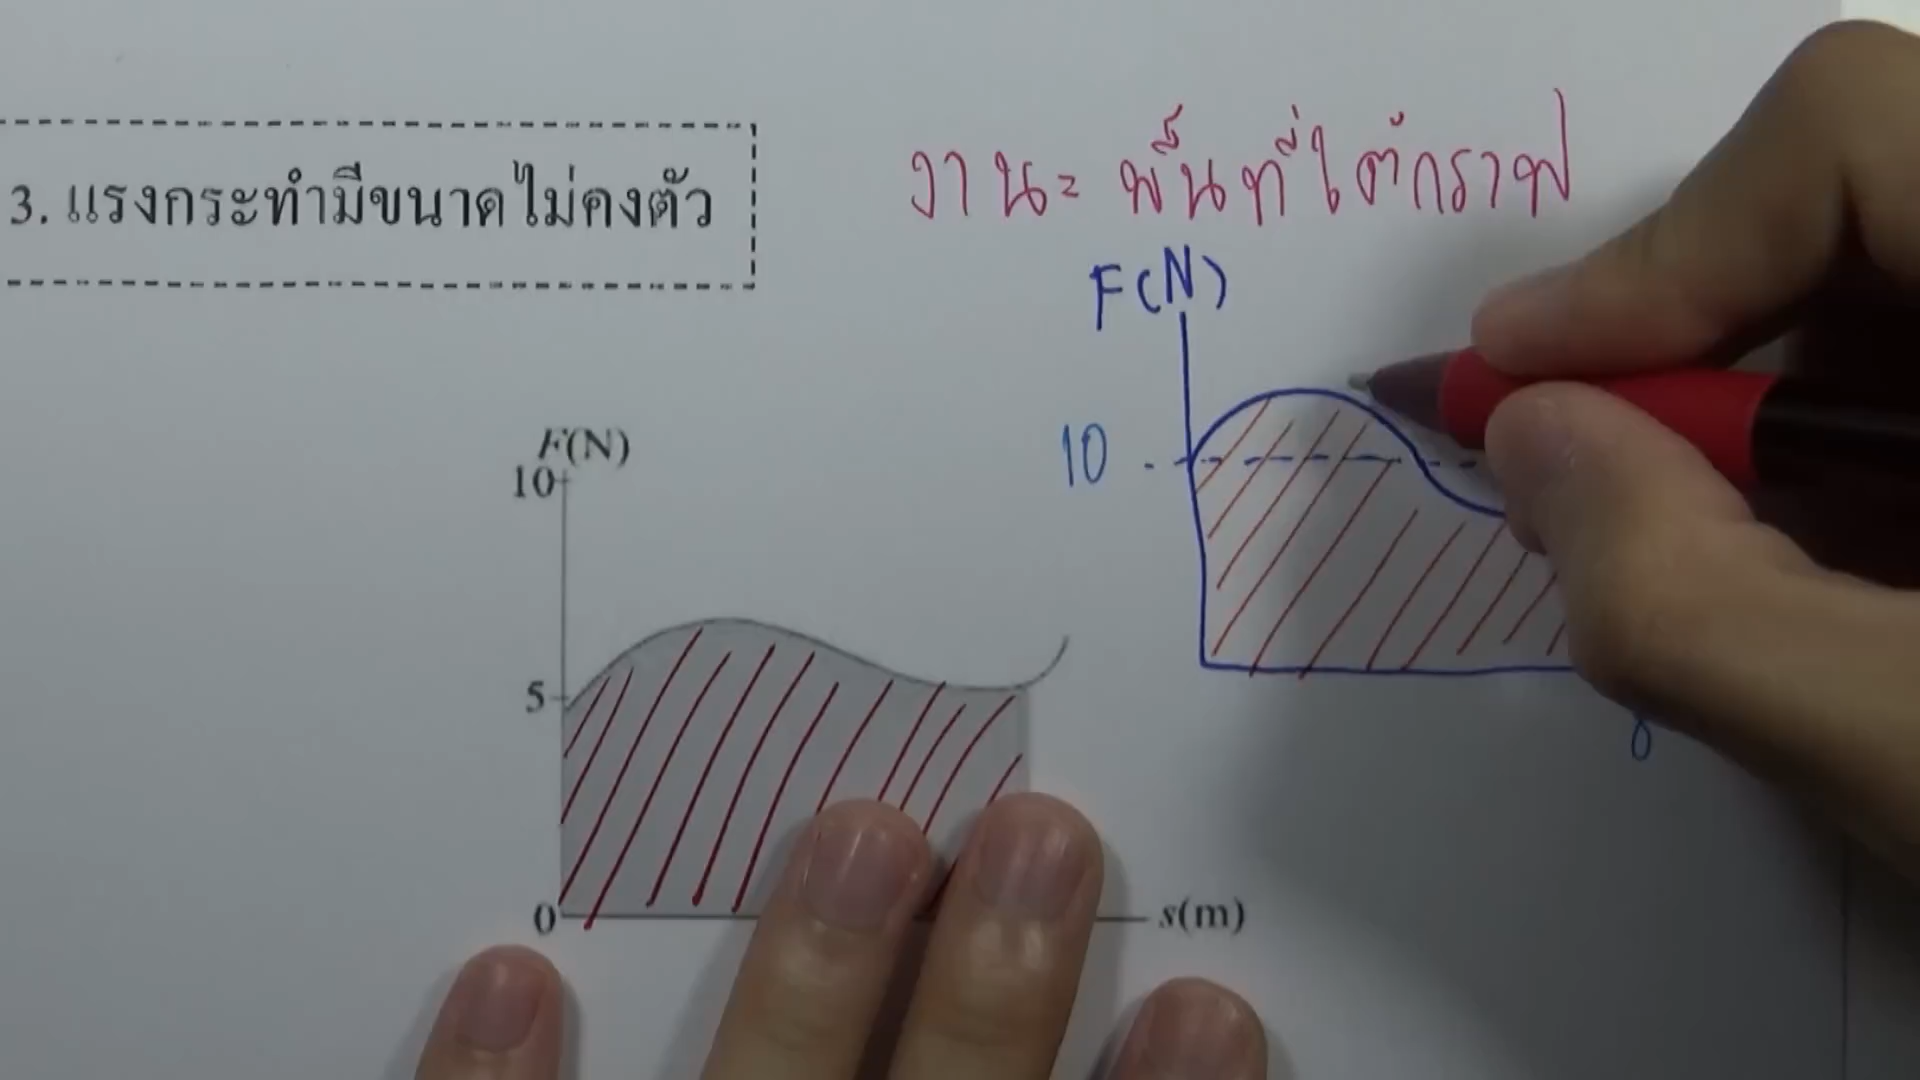 3. แรงกระทำมีขนาดไม่คงตัว
งาน = พื้นที่ใต้กราฟ
F(N)
10
F(N)
10
5
0
s(m)